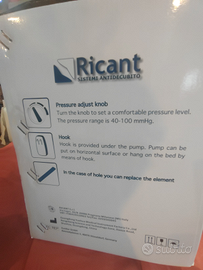 Ricant
SISTEMI ANTIDECUBITO
Pressure adjust knob
Turn the knob to set a comfortable pressure level.
The pressure range is 40-100 mmHg.
Hook
Hook is provided under the pump. Pump can be
put on horizontal surface or hang on the bed by
means of hook.
In the case of hole you can replace the element
subito